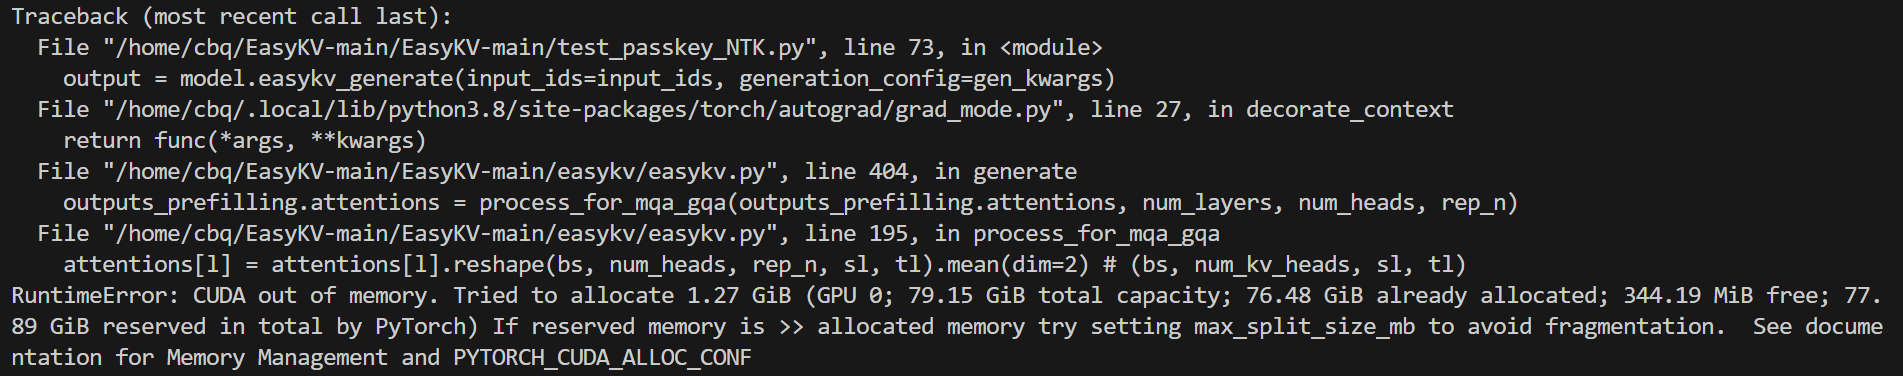 Traceback (most recent call last):
  File "/home/cbq/EasyKV-main/EasyKV-main/test_passkey_NTK.py", line 73, in <module>
    output = model.easykv_generate(input_ids=input_ids, generation_config=gen_kwargs)
  File "/home/cbq/.local/lib/python3.8/site-packages/torch/autograd/grad_mode.py", line 27, in decorate_context
    return func(*args, **kwargs)
  File "/home/cbq/EasyKV-main/EasyKV-main/easykv/easykv.py", line 404, in generate
    outputs_prefilling.attentions = process_for_mqa_gqa(outputs_prefilling.attentions, num_layers, num_heads, rep_n)
  File "/home/cbq/EasyKV-main/EasyKV-main/easykv/easykv.py", line 195, in process_for_mqa_gqa
    attentions[l] = attentions[l].reshape(bs, num_heads, rep_n, sl, tl).mean(dim=2) # (bs, num_kv_heads, sl, tl)
RuntimeError: CUDA out of memory. Tried to allocate 1.27 GiB (GPU 0; 79.15 GiB total capacity; 76.48 GiB already allocated; 344.19 MiB free; 77.
89 GiB reserved in total by PyTorch) If reserved memory is >> allocated memory try setting max_split_size_mb to avoid fragmentation.  See docume
ntation for Memory Management and PYTORCH_CUDA_ALLOC_CONF